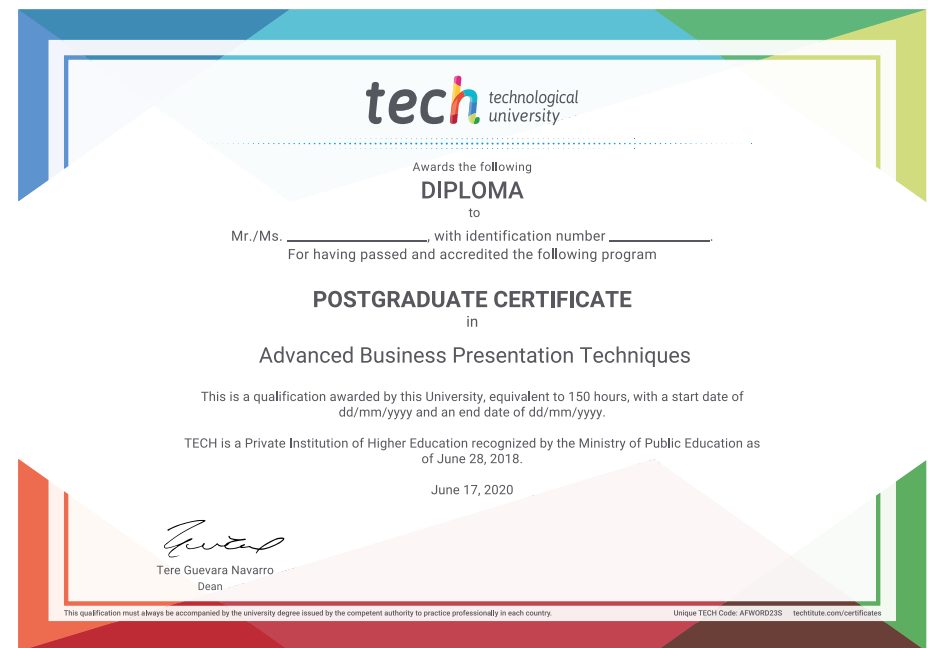 tech technological
university
Awards the following
DIPLOMA
to
Mr./Ms. ____________________, with identification number ______________.
For having passed and accredited the following program
POSTGRADUATE CERTIFICATE
in
Advanced Business Presentation Techniques
This is a qualification awarded by this University, equivalent to 150 hours, with a start date of
dd/mm/yyyy and an end date of dd/mm/yyyy.
TECH is a Private Institution of Higher Education recognized by the Ministry of Public Education as
of June 28, 2018.
June 17, 2020
Tere Guevara Navarro
Dean
This qualification must always be accompanied by the university degree issued by the competent authority to practice professionally in each country. Unique TECH Code: AFWORD23S techtitute.com/certificates